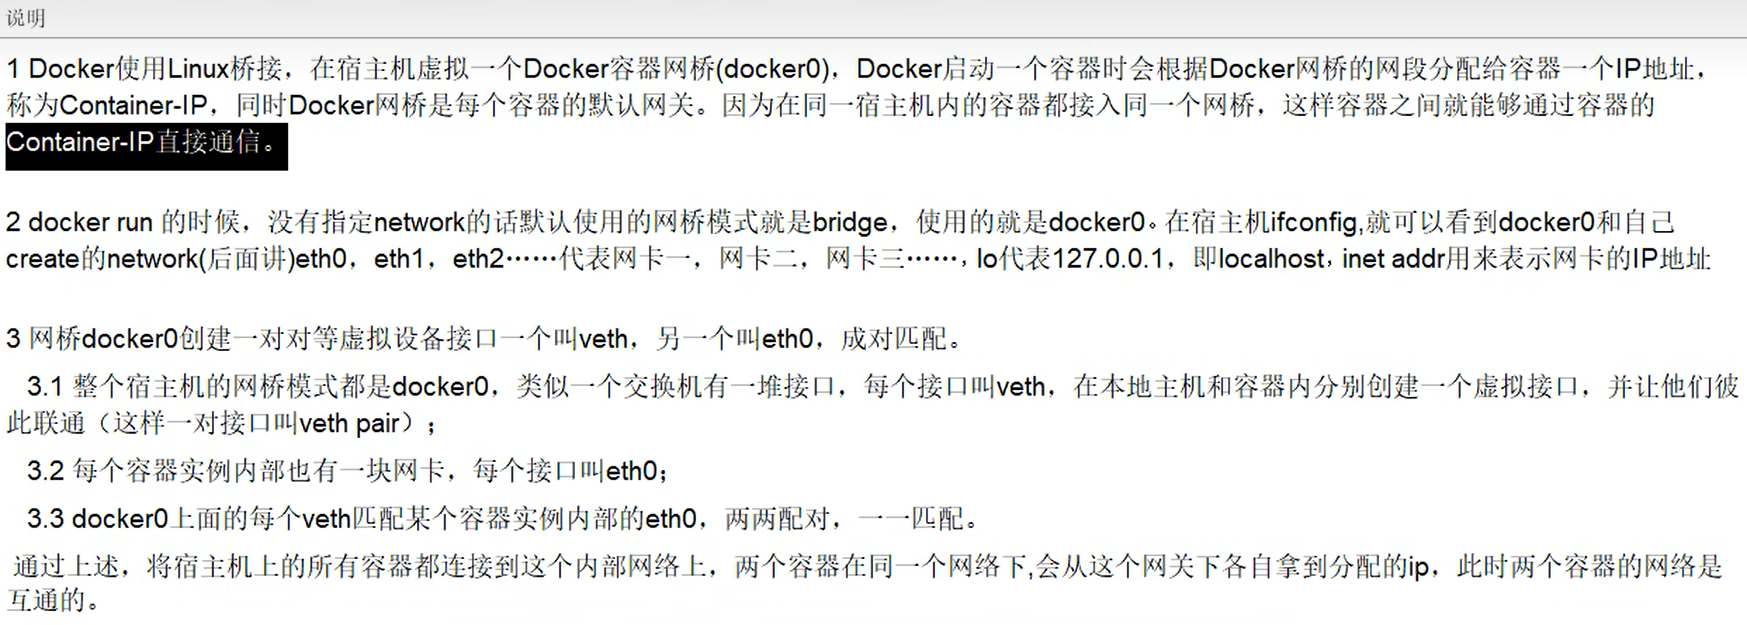 说明
1 Docker使用Linux桥接，在宿主机虚拟一个Docker容器网桥(docker0)，Docker启动一个容器时会根据Docker网桥的网段分配给容器一个IP地址，
称为Container-IP，同时Docker网桥是每个容器的默认网关。因为在同一宿主机内的容器都接入同一个网桥，这样容器之间就能够通过容器的
Container-IP直接通信。
2 docker run 的时候，没有指定network的话默认使用的网桥模式就是bridge，使用的就是docker0。在宿主机ifconfig,就可以看到docker0和自己
create的network(后面讲)eth0，eth1，eth2……代表网卡一，网卡二，网卡三……，lo代表127.0.0.1，即localhost，inet addr用来表示网卡的IP地址
3 网桥docker0创建一对对等虚拟设备接口一个叫veth，另一个叫eth0，成对匹配。
3.1 整个宿主机的网桥模式都是docker0，类似一个交换机有一堆接口，每个接口叫veth，在本地主机和容器内分别创建一个虚拟接口，并让他们彼
此联通（这样一对接口叫veth pair）；
3.2 每个容器实例内部也有一块网卡，每个接口叫eth0；
3.3 docker0上面的每个veth匹配某个容器实例内部的eth0，两两配对，一一匹配。
通过上述，将宿主机上的所有容器都连接到这个内部网络上，两个容器在同一个网络下,会从这个网关下各自拿到分配的ip，此时两个容器的网络是
互通的。